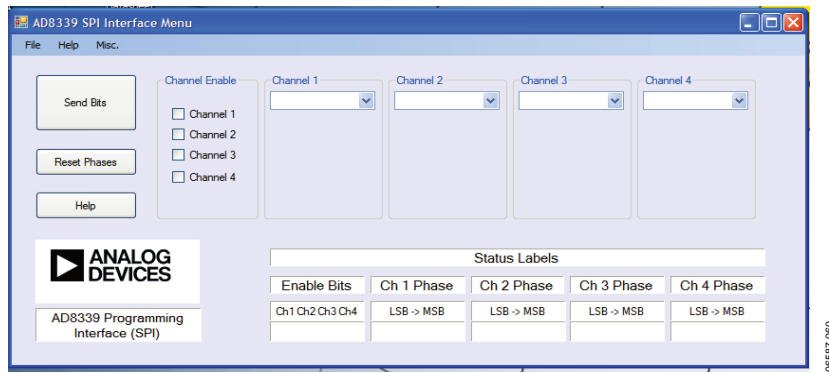 AD8339 SPI Interface Menu
File Help Misc.
Send Bits
Reset Phases
Help
Channel Enable
Channel 1
Channel 2
Channel 3
Channel 4
Channel 1
Channel 2
Channel 3
Channel 4
ANALOG
DEVICES
AD8339 Programming
Interface (SPI)
Status Labels
Enable Bits Ch 1 Phase Ch 2 Phase Ch 3 Phase Ch 4 Phase
Ch1 Ch2 Ch3 Ch4 LSB -> MSB LSB -> MSB LSB -> MSB LSB -> MSB